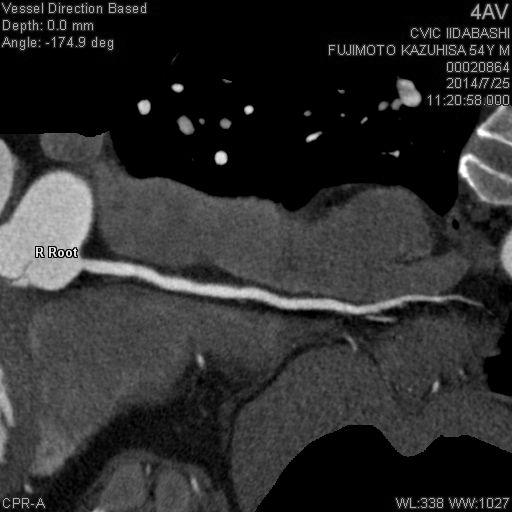 Vessel Direction Based
Depth: 0.0 mm
Angle: -174.9 deg
4AV
CVIC IIDABASHI
FUJIMOTO KAZUHISA 54Y M
00020864
2014/7/25
11:20:58.000
R Root
CPR-A
WL:338 WW:1027